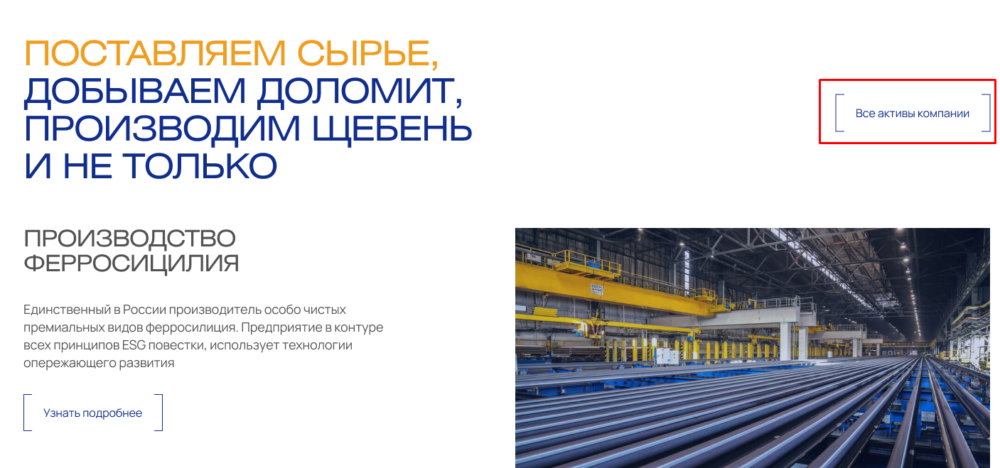 ПОСТАВЛЯЕМ СЫРЬЕ,
ДОБЫВАЕМ ДОЛОМИТ,
ПРОИЗВОДИМ ЩЕБЕНЬ
И НЕ ТОЛЬКО
Все активы компании
ПРОИЗВОДСТВО
ФЕРРОСИЦИЛИЯ
Единственный в России производитель особо чистых
премиальных видов ферросилиция. Предприятие в контуре
всех принципов ESG повестки, использует технологии
опережающего развития
Узнать подробнее